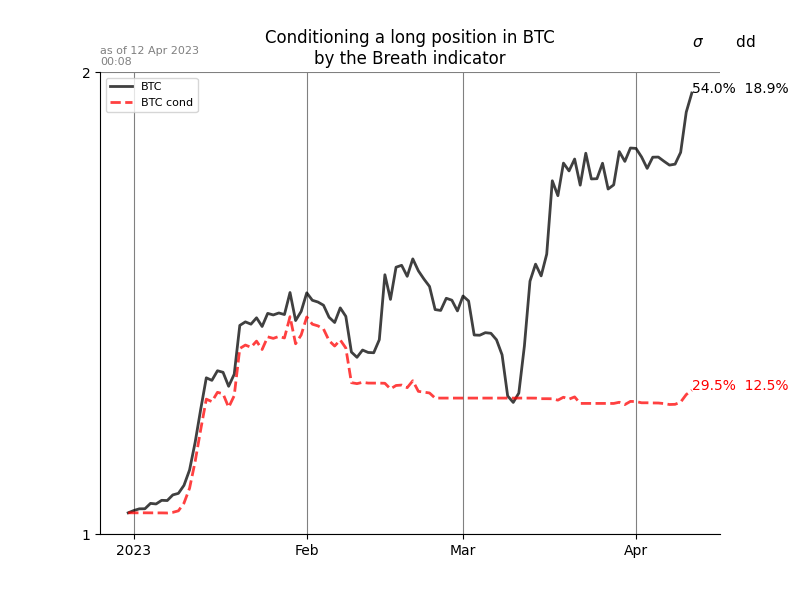 Conditioning a long position in BTC
by the Breath indicator
σ dd
as of 12 Apr 2023
00:08
2
BTC
BTC cond
54.0% 18.9%
29.5% 12.5%
1
2023 Feb Mar Apr